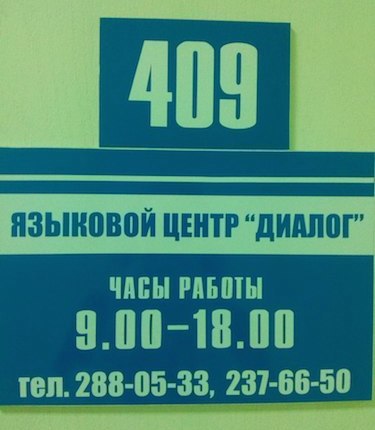 409
ЯЗЫКОВОЙ ЦЕНТР "ДИАЛОГ"
ЧАСЫ РАБОТЫ
9.00–18.00
тел. 288-05-33, 237-66-50